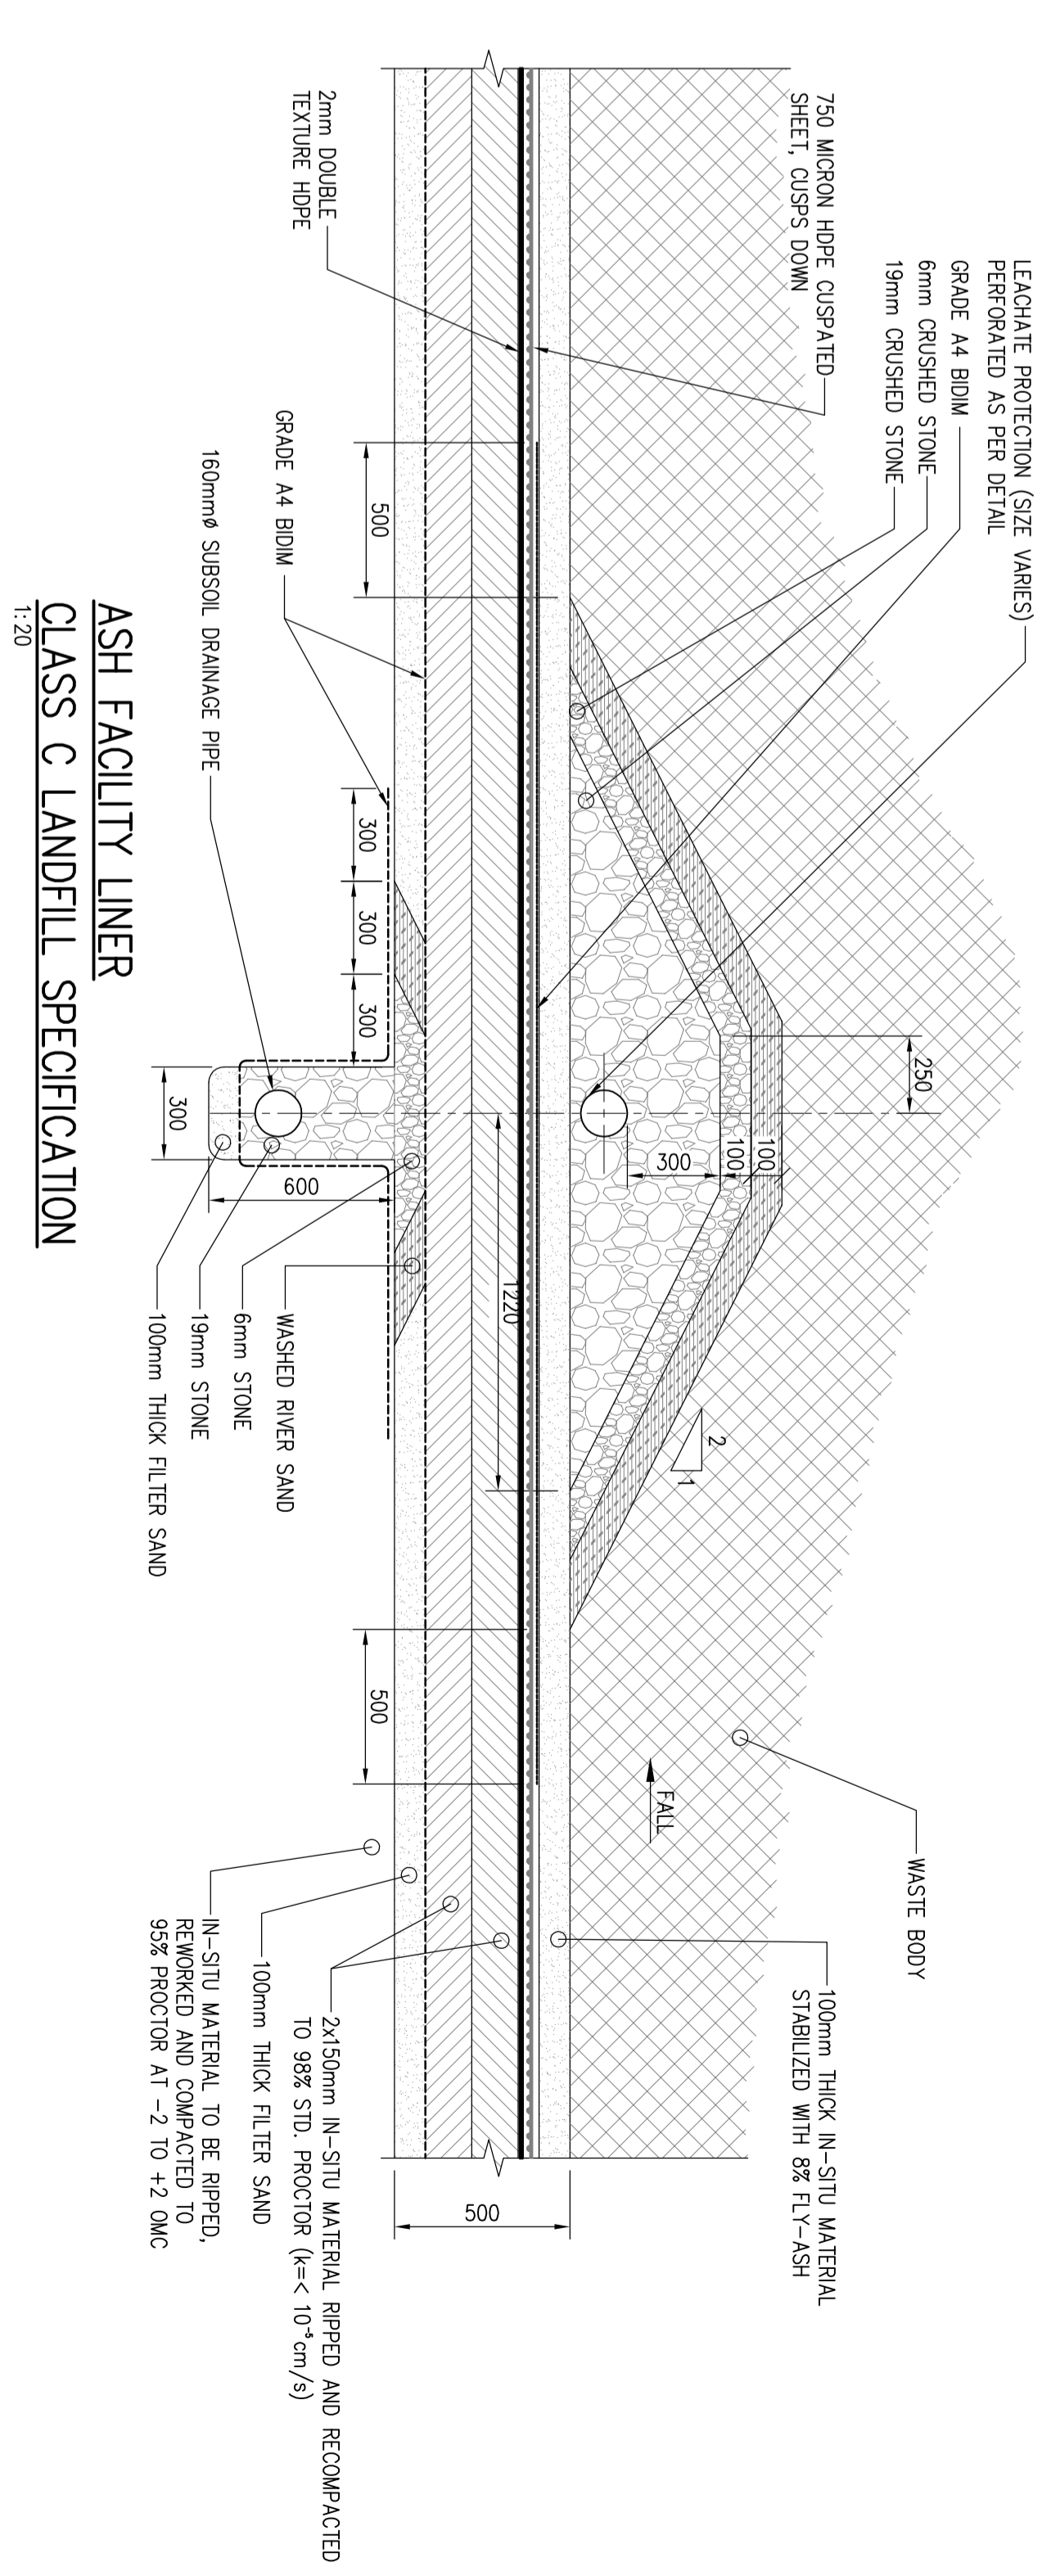 LEACHATE PROTECTION (SIZE VARIES)
PERFORATED AS PER DETAIL
GRADE A4 BIDIM
6mm CRUSHED STONE
19mm CRUSHED STONE
750 MICRON HDPE CUSPATED
SHEET, CUSPS DOWN
250
100
100
300
2
1
WASTE BODY
FALL
100mm THICK IN-SITU MATERIAL
STABILIZED WITH 8% FLY-ASH
1220
500
2mm DOUBLE
TEXTURE HDPE
500
500
GRADE A4 BIDIM
300
300
300
160mmø SUBSOIL DRAINAGE PIPE
300
600
WASHED RIVER SAND
6mm STONE
19mm STONE
100mm THICK FILTER SAND
2x150mm IN-SITU MATERIAL RIPPED AND RECOMPACTED
TO 98% STD. PROCTOR (k=< 10⁻⁵cm/s)
100mm THICK FILTER SAND
IN-SITU MATERIAL TO BE RIPPED,
REWORKED AND COMPACTED TO
95% PROCTOR AT -2 TO +2 OMC
ASH FACILITY LINER
CLASS C LANDFILL SPECIFICATION
1:20